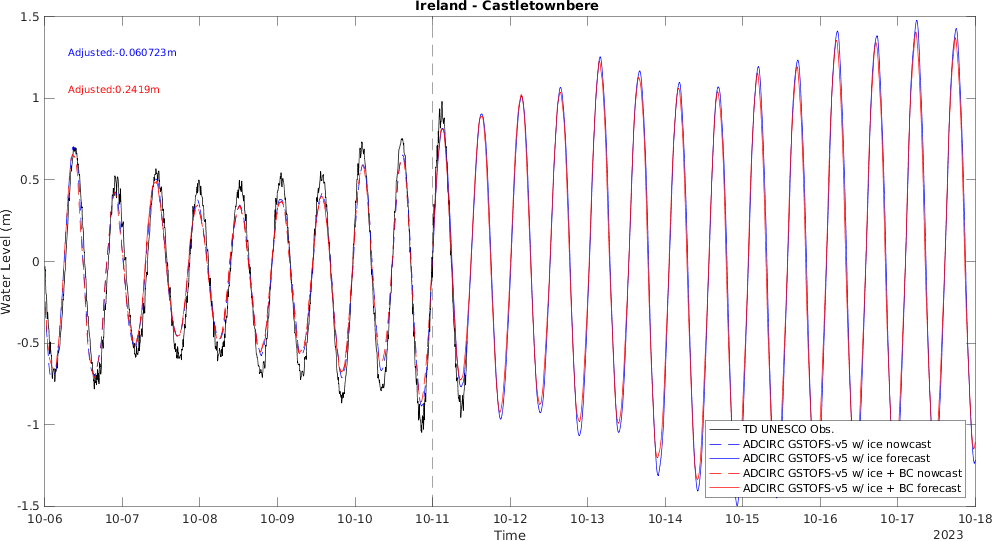 Ireland - Castletownbere
1.5
Adjusted:-0.060723m
Adjusted:0.2419m
1
0.5
0
-0.5
-1
-1.5
Water Level (m)
TD UNESCO Obs.
ADCIRC GSTOFS-v5 w/ ice nowcast
ADCIRC GSTOFS-v5 w/ ice forecast
ADCIRC GSTOFS-v5 w/ ice + BC nowcast
ADCIRC GSTOFS-v5 w/ ice + BC forecast
10-06 10-07 10-08 10-09 10-10 10-11 10-12 10-13 10-14 10-15 10-16 10-17 10-18
Time
2023